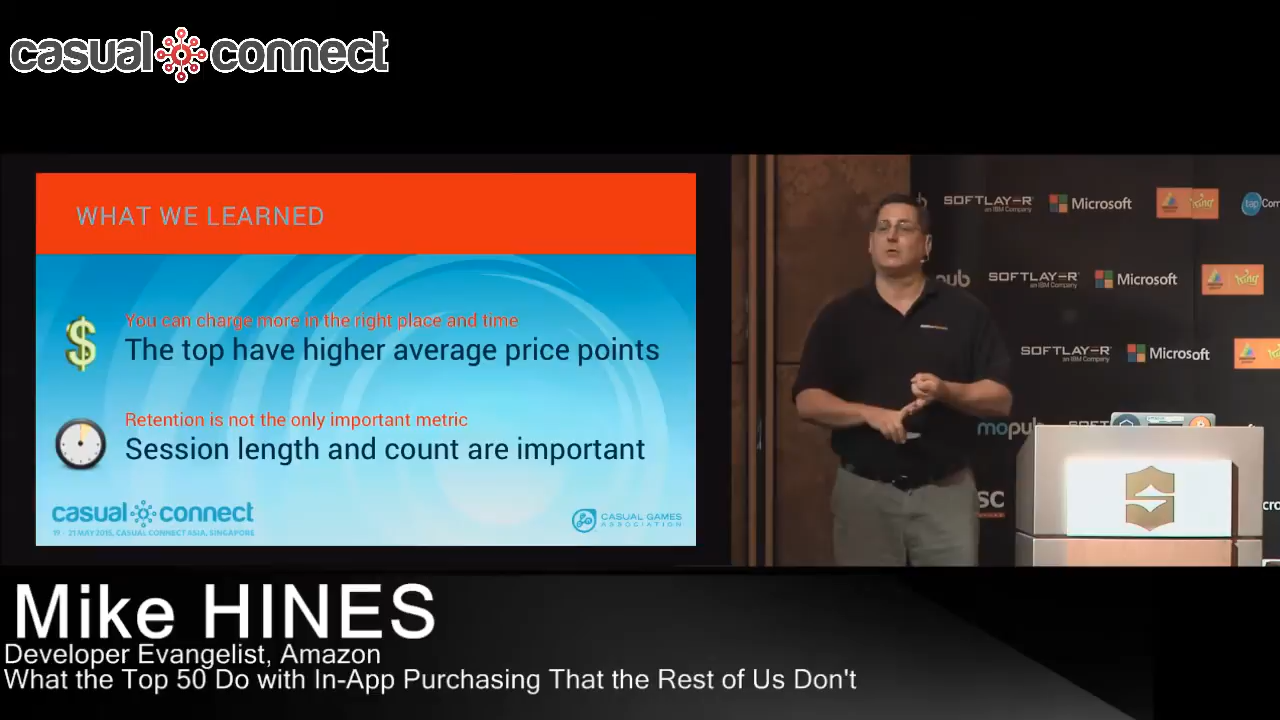 casual connect
WHAT WE LEARNED
You can charge more in the right place and time
The top have higher average price points
Retention is not the only important metric
Session length and count are important
casual connect
19 - 21 MAY 2015, CASUAL CONNECT ASIA, SINGAPORE
CASUAL GAMES
ASSOCIATION
SOFTLAYER
an IBM Company
Microsoft
King
tap
SOFTLAYER
an IBM Company
Microsoft
King
SOFTLAYER
an IBM Company
Microsoft
mopub
Mike HINES
Developer Evangelist, Amazon
What the Top 50 Do with In-App Purchasing That the Rest of Us Don't